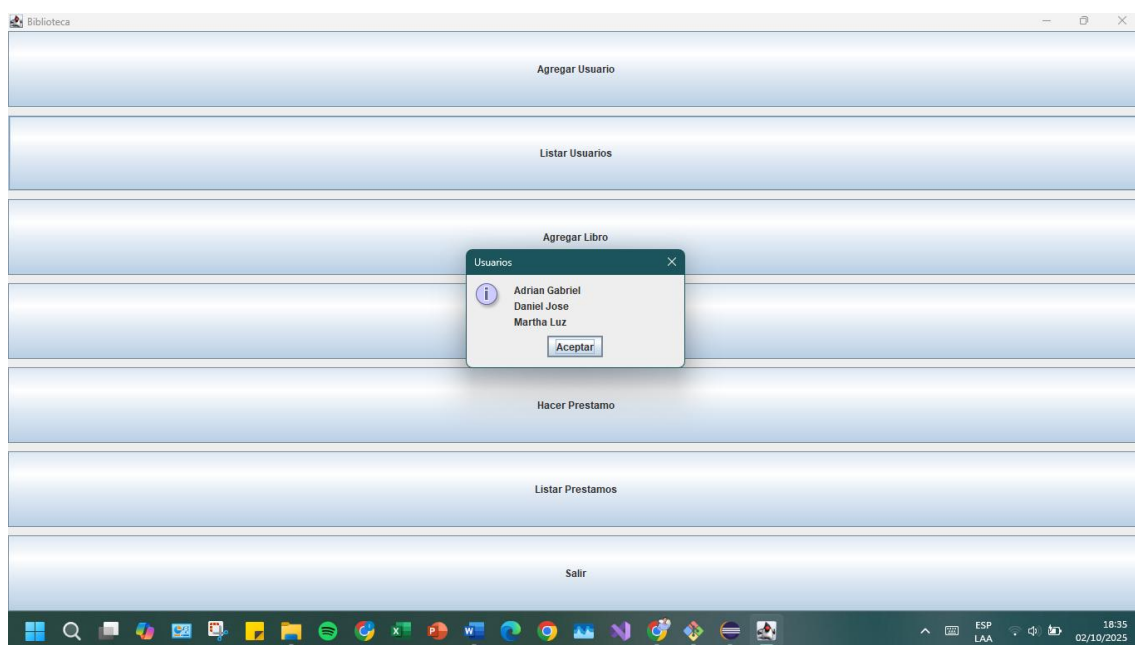 Biblioteca
Agregar Usuario
Listar Usuarios
Agregar Libro
Usuarios
Adrian Gabriel
Daniel Jose
Martha Luz
Aceptar
Hacer Prestamo
Listar Prestamos
Salir
ESP
LAA
18:35
02/10/2025